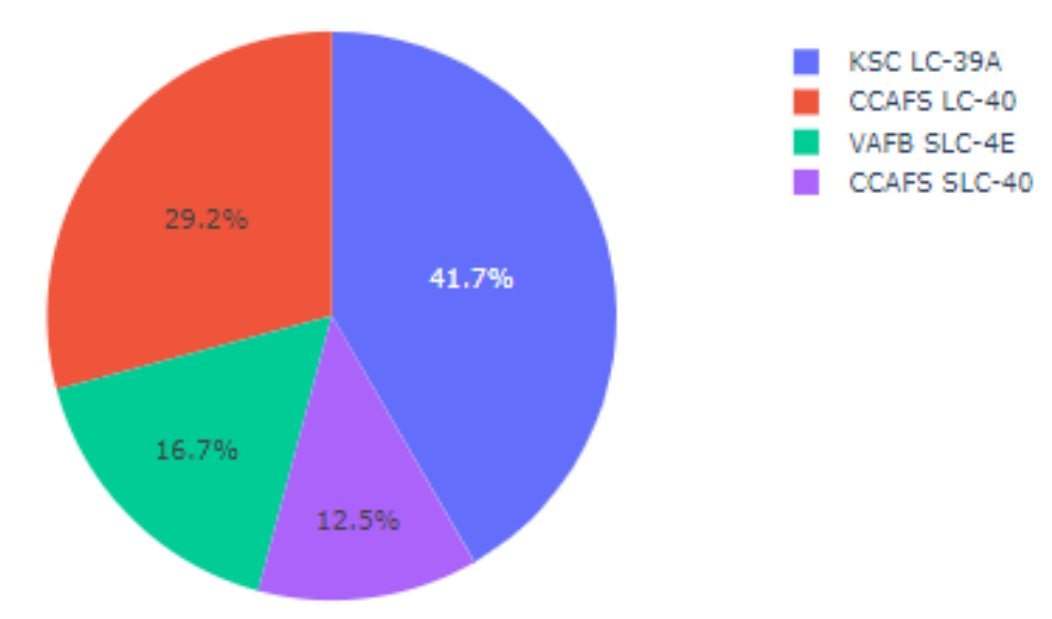 KSC LC-39A
CCAFS LC-40
VAFB SLC-4E
CCAFS SLC-40
29.2%
41.7%
16.7%
12.5%